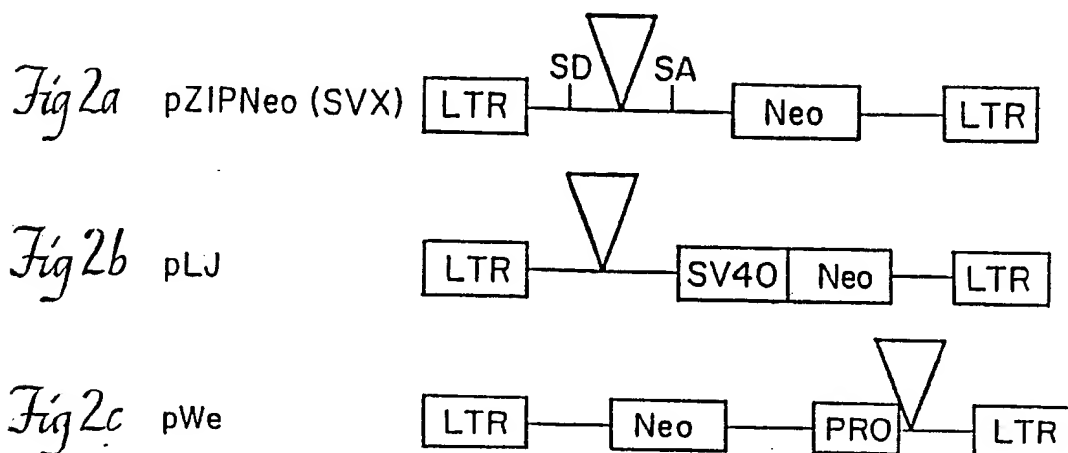 SD SA
Fig 2a pZIPNeo (SVX) LTR Neo LTR
Fig 2b pLJ LTR SV40 Neo LTR
Fig 2c pWe LTR Neo PRO LTR